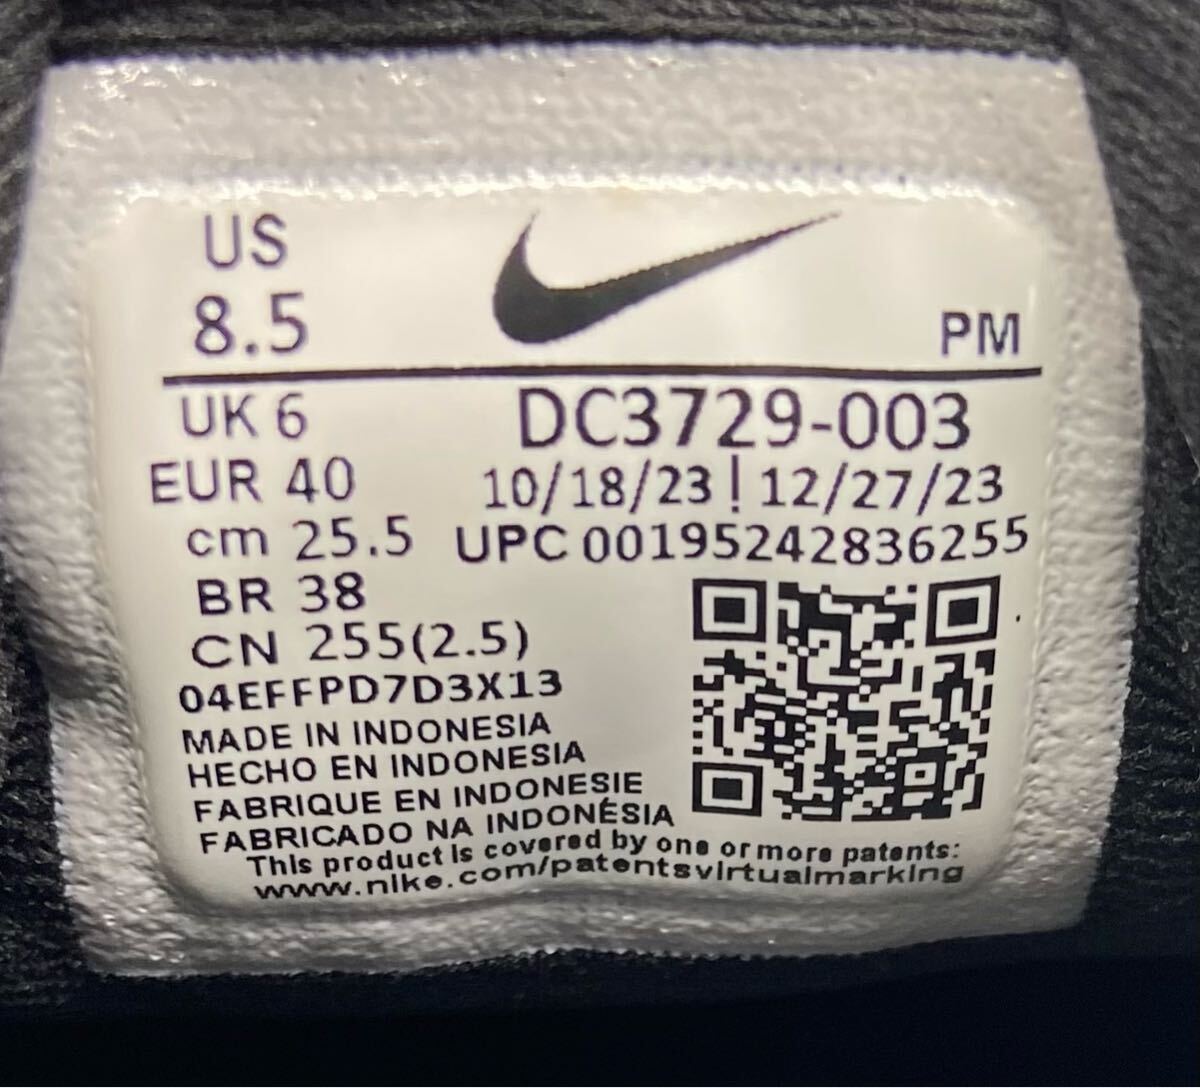 US
8.5
PM
UK 6
DC3729-003
EUR 40
10/18/23 | 12/27/23
cm 25.5
UPC 00195242836255
BR 38
CN 255(2.5)
04EFFPD7D3X13
MADE IN INDONESIA
HECHO EN INDONESIA
FABRIQUE EN INDONESIE
FABRICADO NA INDONÉSIA
This product is covered by one or more patents:
www.nike.com/patentsvirtualmarking